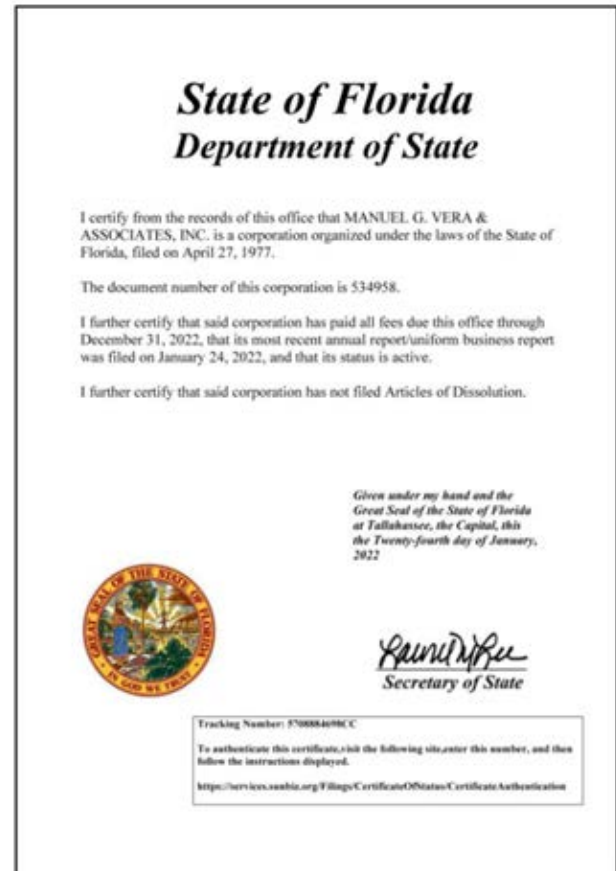 State of Florida
Department of State
I certify from the records of this office that MANUEL G. VERA &
ASSOCIATES, INC. is a corporation organized under the laws of the State of
Florida, filed on April 27, 1977.
The document number of this corporation is 534958.
I further certify that said corporation has paid all fees due this office through
December 31, 2022, that its most recent annual report/uniform business report
was filed on January 24, 2022, and that its status is active.
I further certify that said corporation has not filed Articles of Dissolution.
Given under my hand and the
Great Seal of the State of Florida
at Tallahassee, the Capital, this
the Twenty-fourth day of January,
2022
GREAT SEAL OF THE STATE OF FLORIDA
IN GOD WE TRUST
Secretary of State
Tracking Number: 5708884698CC
To authenticate this certificate,visit the following site,enter this number, and then
follow the instructions displayed.
https://services.sunbiz.org/Filings/CertificateOfStatus/CertificateAuthentication